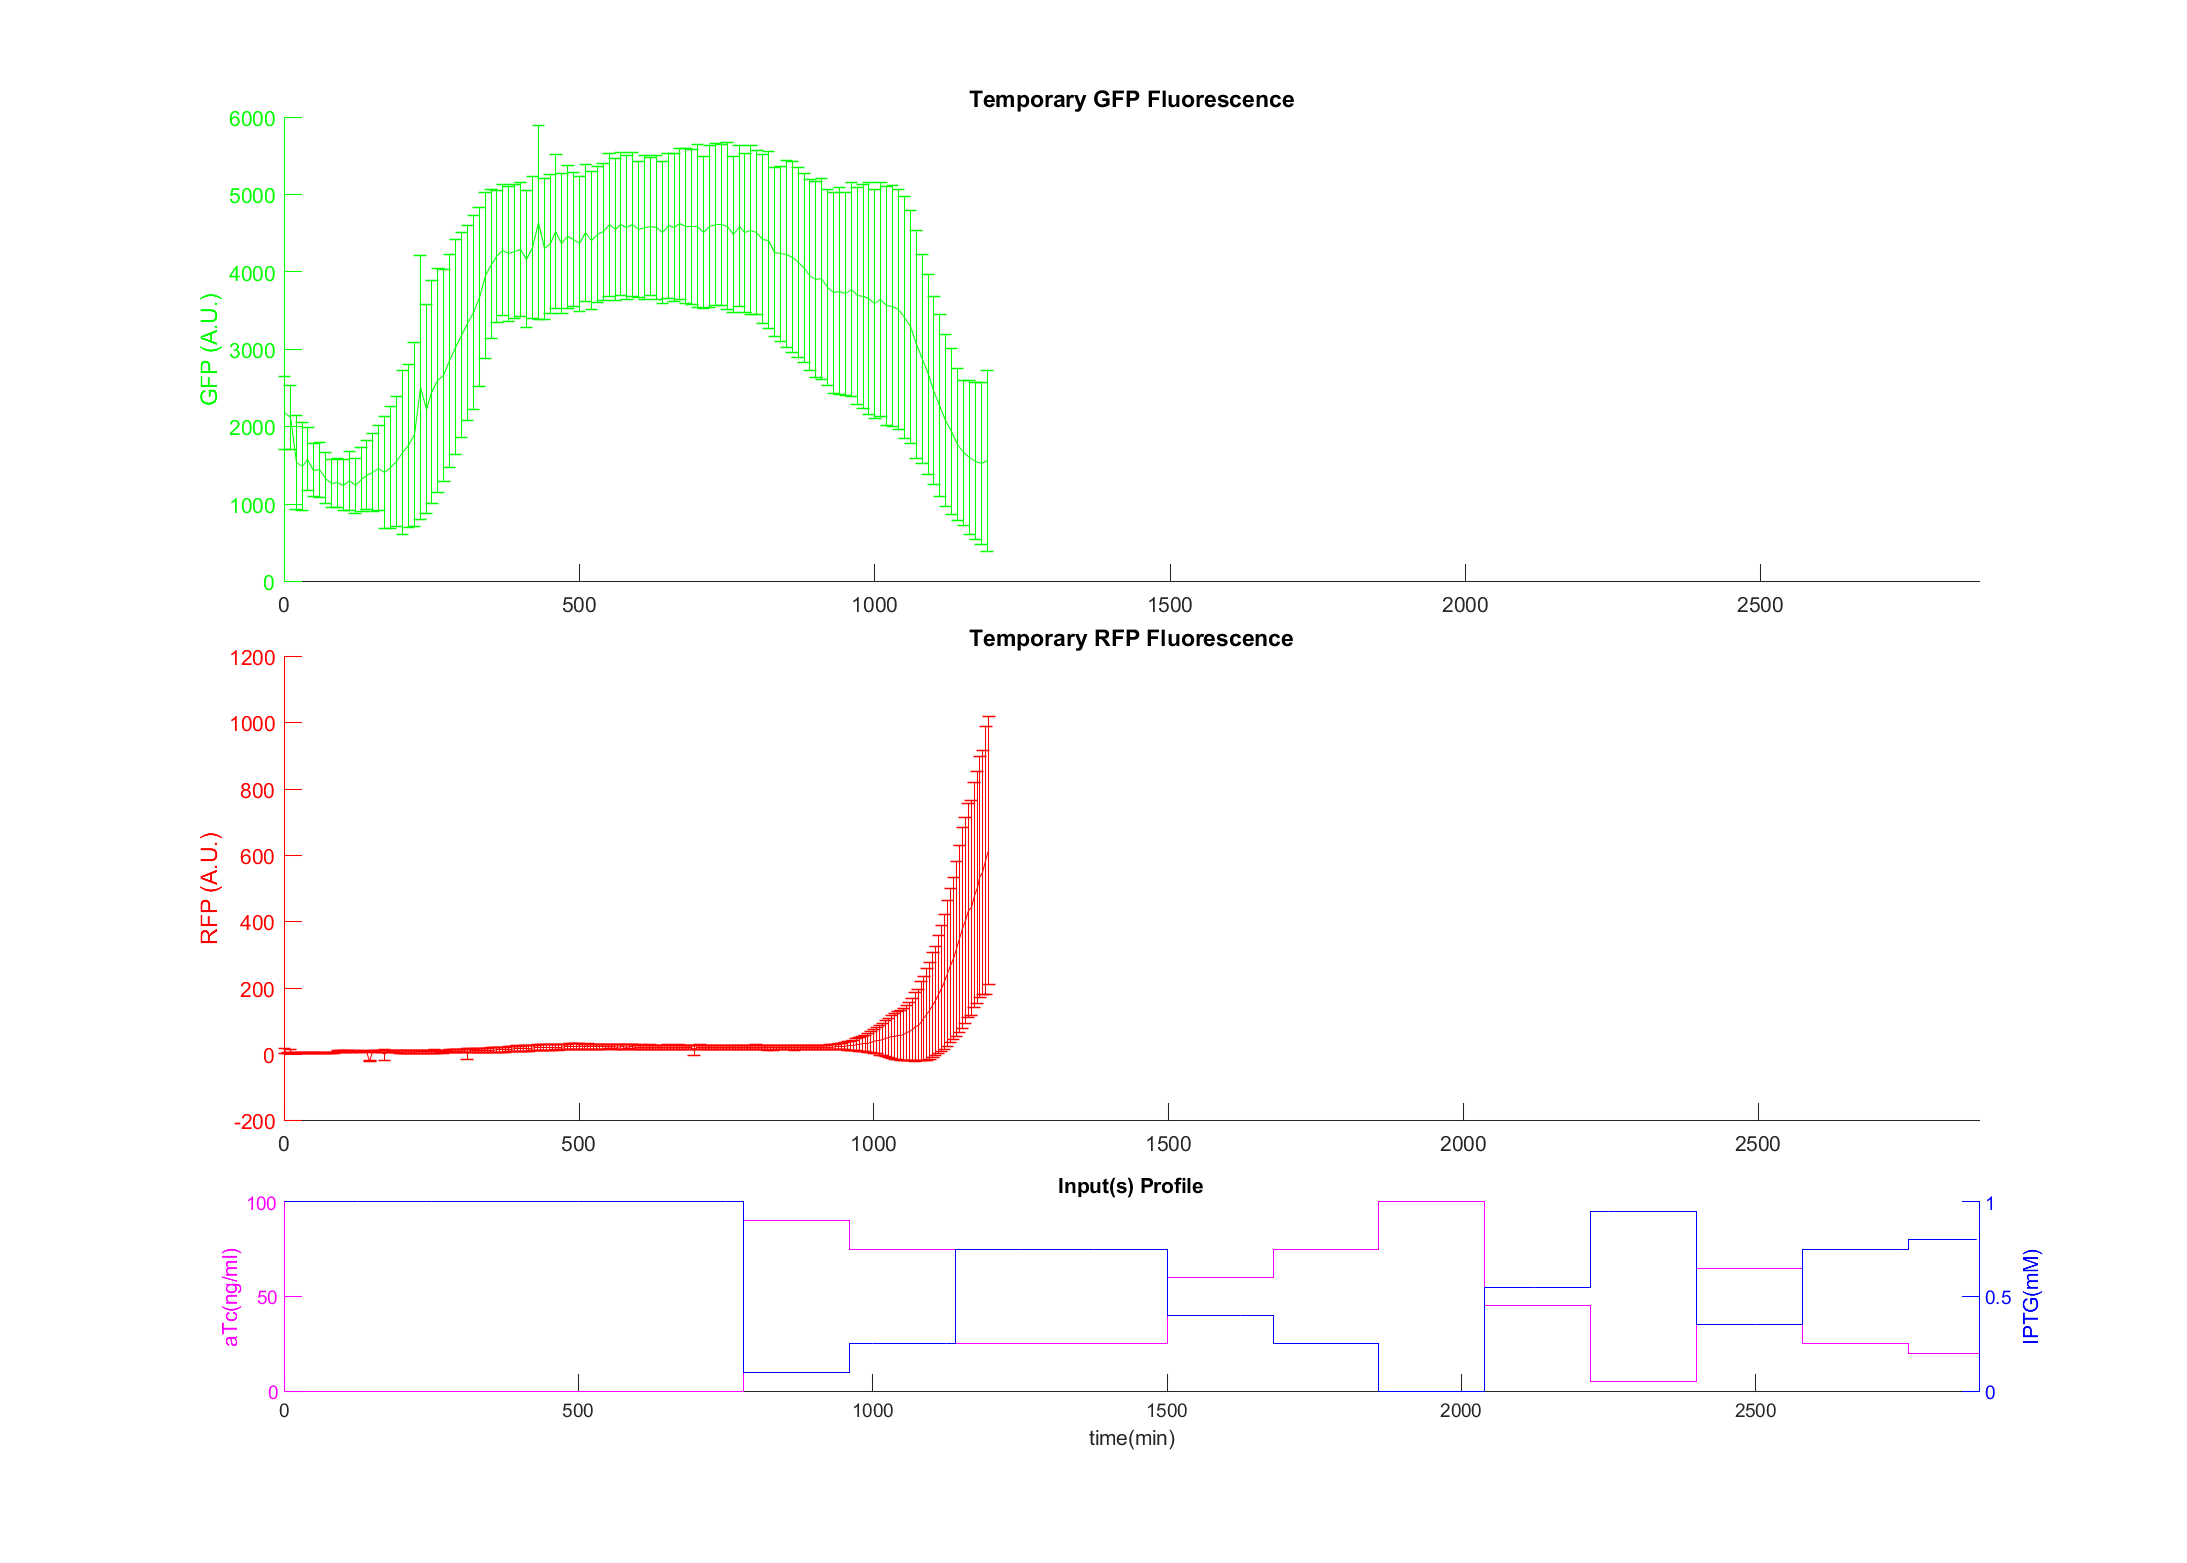 Temporary GFP Fluorescence
6000
5000
4000
3000
2000
1000
0
GFP (A.U.)
0 500 1000 1500 2000 2500
Temporary RFP Fluorescence
1200
1000
800
600
400
200
0
-200
RFP (A.U.)
0 500 1000 1500 2000 2500
Input(s) Profile
100
50
0
aTc(ng/ml)
1
0.5
0
IPTG(mM)
0 500 1000 1500 2000 2500
time(min)